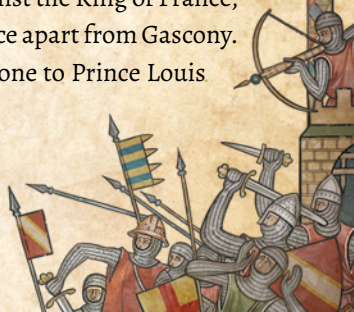 nst the King of France,
ce apart from Gascony.
one to Prince Louis